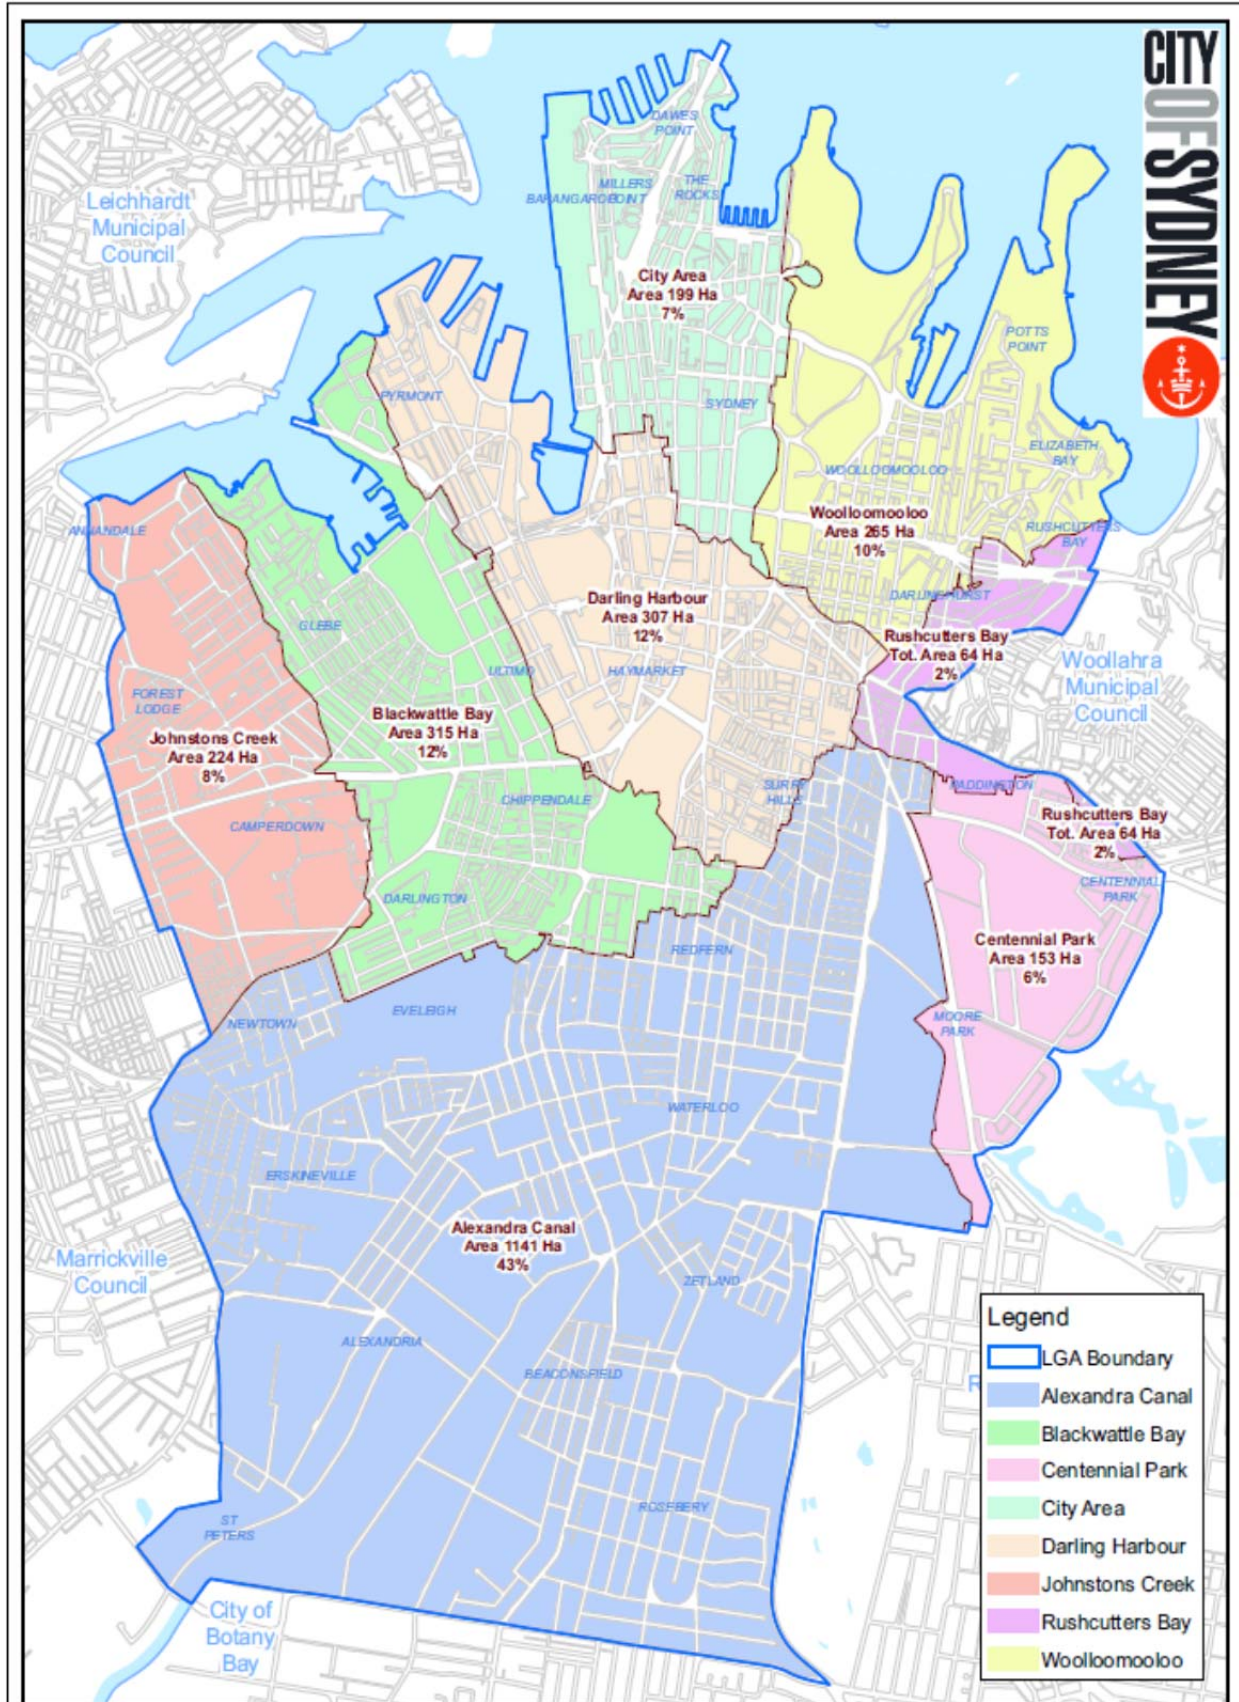 CITY OF SYDNEY
DAWES
POINT
MILLERS
POINT
THE
ROCKS
BARANGAROO
Leichhardt
Municipal
Council
City Area
Area 199 Ha
7%
POTTS
POINT
PYRMONT
SYDNEY
ELIZABETH
BAY
WOOLLOOMOOLOO
Woolloomooloo
Area 265 Ha
10%
RUSHCUTTERS
BAY
ANNANDALE
DARLINGHURST
Darling Harbour
Area 307 Ha
12%
GLEBE
ULTIMO
HAYMARKET
Rushcutters Bay
Tot. Area 64 Ha
2%
Woollahra
Municipal
Council
FOREST
LODGE
Johnstons Creek
Area 224 Ha
8%
Blackwattle Bay
Area 315 Ha
12%
CHIPPENDALE
SURRY
HILLS
PADDINGTON
Rushcutters Bay
Tot. Area 64 Ha
2%
CAMPERDOWN
CENTENNIAL
PARK
DARLINGTON
REDFERN
Centennial Park
Area 153 Ha
6%
NEWTOWN
EVELEIGH
MOORE
PARK
WATERLOO
ERSKINEVILLE
Alexandra Canal
Area 1141 Ha
43%
Marrickville
Council
ZETLAND
ALEXANDRIA
BEACONSFIELD
ROSEBERY
ST
PETERS
City of
Botany
Bay
R
Legend
LGA Boundary
Alexandra Canal
Blackwattle Bay
Centennial Park
City Area
Darling Harbour
Johnstons Creek
Rushcutters Bay
Woolloomooloo